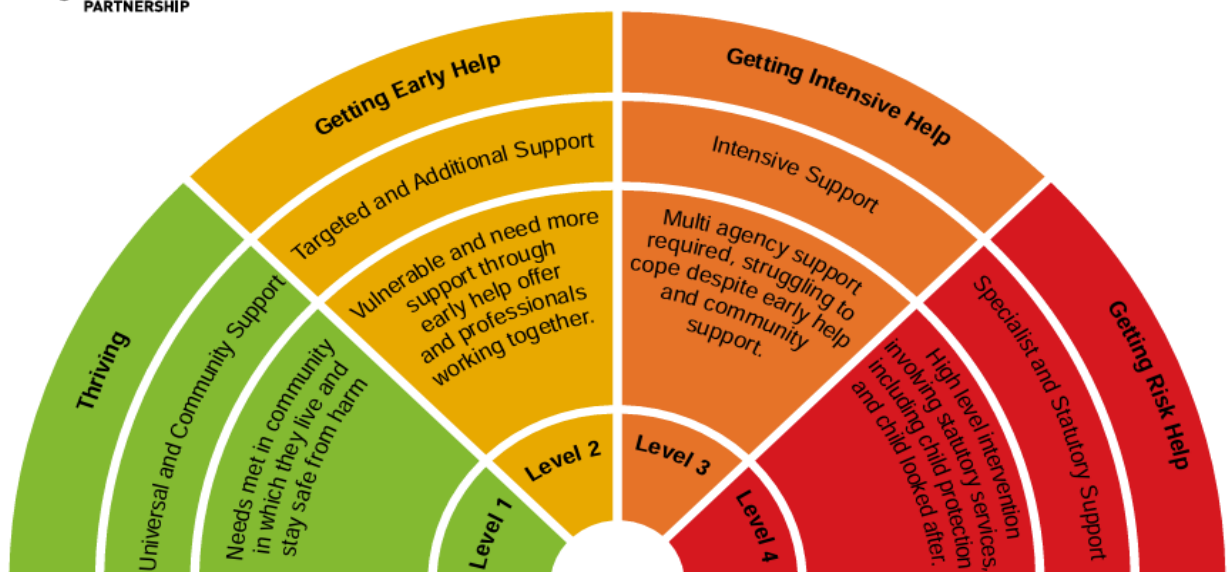 PARTNERSHIP
Thriving
Universal and Community Support
Needs met in community
in which they live and
stay safe from harm
Level 1
Getting Early Help
Targeted and Additional Support
Vulnerable and need more
support through
early help offer
and professionals
working together.
Level 2
Getting Intensive Help
Intensive Support
Multi agency support
required, struggling to
cope despite early help
and community
support.
Level 3
Getting Risk Help
Specialist and Statutory Support
High level intervention
involving statutory services,
including child protection
and child looked after.
Level 4